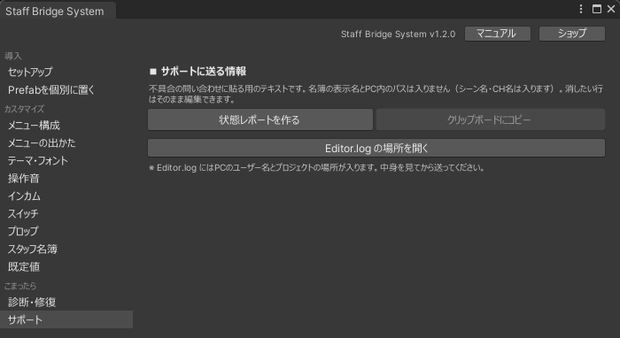 Staff Bridge System
Staff Bridge System v1.2.0
マニュアル
ショップ
導入
セットアップ
Prefabを個別に置く
カスタマイズ
メニュー構成
メニューの出かた
テーマ・フォント
操作音
インカム
スイッチ
プロップ
スタッフ名簿
既定値
こまったら
診断・修復
サポート
■ サポートに送る情報
不具合の問い合わせに貼る用のテキストです。名簿の表示名とPC内のパスは入りません（シーン名・CH名は入ります）。消したい行
はそのまま編集できます。
状態レポートを作る
クリップボードにコピー
Editor.log の場所を開く
※ Editor.log にはPCのユーザー名とプロジェクトの場所が入ります。中身を見てから送ってください。